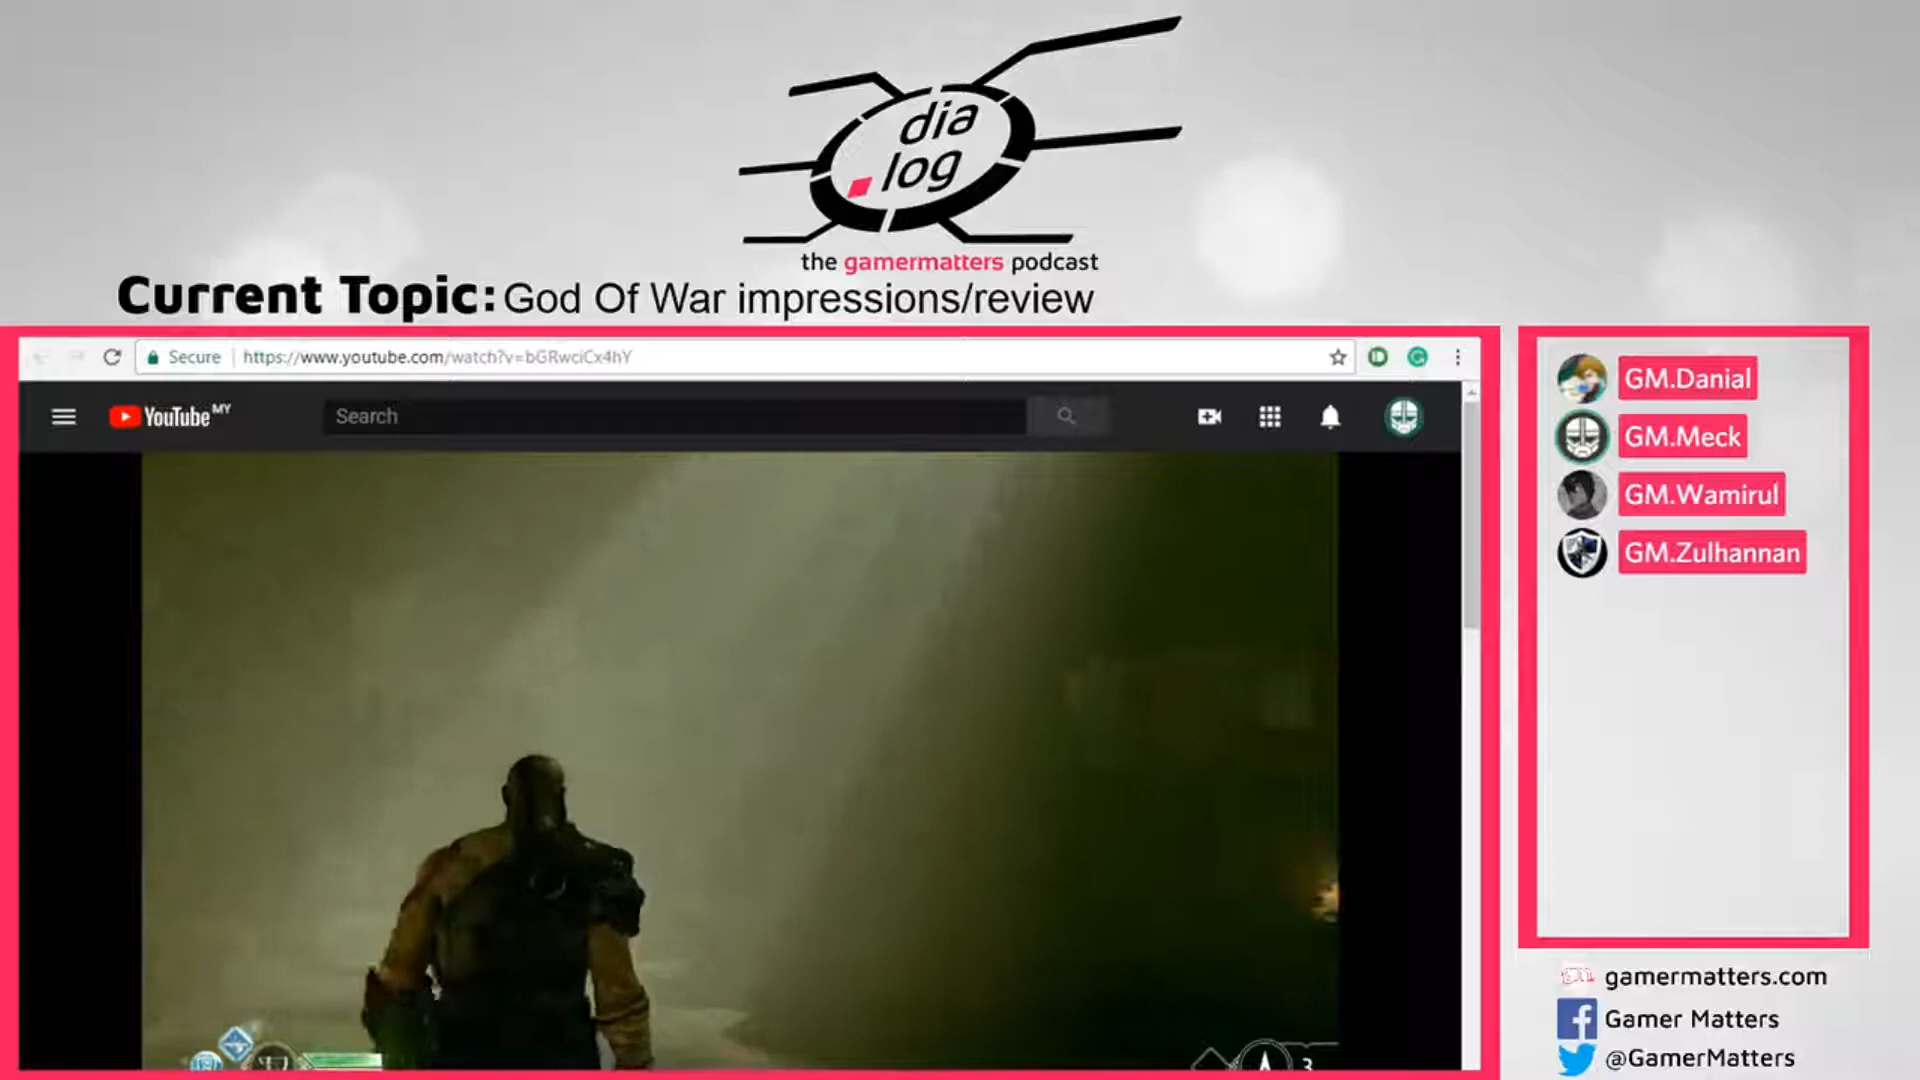 dia
.log
the gamermatters podcast
Current Topic: God Of War impressions/review
Secure https://www.youtube.com/watch?v=bGRwciCx4hY
YouTube MY
Search
GM.Danial
GM.Meck
GM.Wamirul
GM.Zulhannan
3
gamermatters.com
Gamer Matters
@GamerMatters